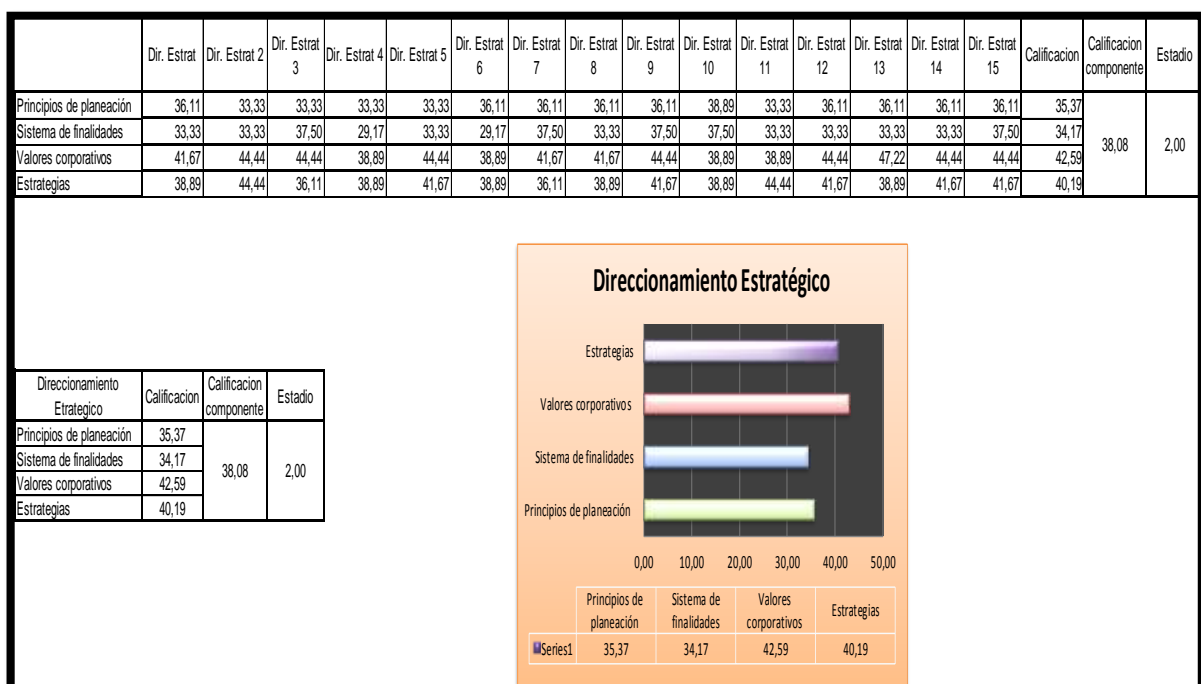 Dir. Estrat Dir. Estrat 2 Dir. Estrat 3 Dir. Estrat 4 Dir. Estrat 5 Dir. Estrat 6 Dir. Estrat 7 Dir. Estrat 8 Dir. Estrat 9 Dir. Estrat 10 Dir. Estrat 11 Dir. Estrat 12 Dir. Estrat 13 Dir. Estrat 14 Dir. Estrat 15 Calificacion Calificacion componente Estadio
Principios de planeación 36,11 33,33 33,33 33,33 33,33 36,11 36,11 36,11 36,11 38,89 33,33 36,11 36,11 36,11 36,11 35,37
Sistema de finalidades 33,33 33,33 37,50 29,17 33,33 29,17 37,50 33,33 37,50 37,50 33,33 33,33 33,33 33,33 37,50 34,17
38,08 2,00
Valores corporativos 41,67 44,44 44,44 38,89 44,44 38,89 41,67 41,67 44,44 38,89 38,89 44,44 47,22 44,44 44,44 42,59
Estrategias 38,89 44,44 36,11 38,89 41,67 38,89 36,11 38,89 41,67 38,89 44,44 41,67 38,89 41,67 41,67 40,19
Direccionamiento Etrategico Calificacion Calificacion componente Estadio
Principios de planeación 35,37
Sistema de finalidades 34,17
38,08 2,00
Valores corporativos 42,59
Estrategias 40,19
Direccionamiento Estratégico
Estrategias
Valores corporativos
Sistema de finalidades
Principios de planeación
0,00 10,00 20,00 30,00 40,00 50,00
Principios de planeación Sistema de finalidades Valores corporativos Estrategias
Series1 35,37 34,17 42,59 40,19